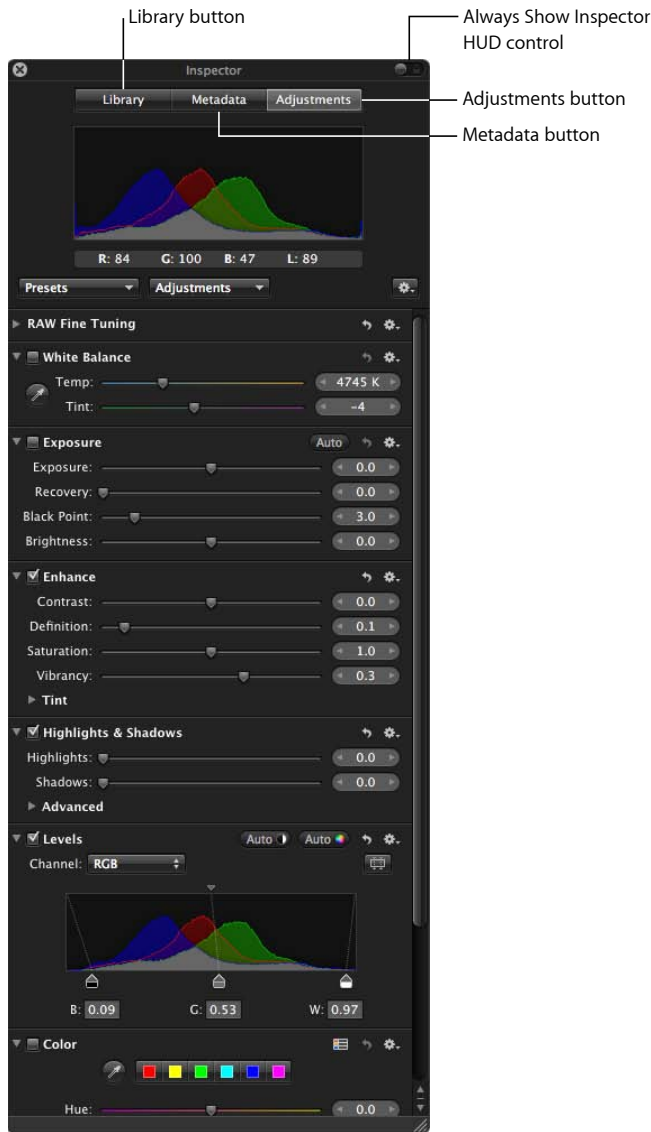 Library button
Always Show Inspector
HUD control
Inspector
Library Metadata Adjustments
Adjustments button
Metadata button
R: 84 G: 100 B: 47 L: 89
Presets Adjustments
RAW Fine Tuning
White Balance
Temp: 4745 K
Tint: -4
Exposure Auto
Exposure: 0.0
Recovery: 0.0
Black Point: 3.0
Brightness: 0.0
Enhance
Contrast: 0.0
Definition: 0.1
Saturation: 1.0
Vibrancy: 0.3
Tint
Highlights & Shadows
Highlights: 0.0
Shadows: 0.0
Advanced
Levels Auto Auto
Channel: RGB
B: 0.09 G: 0.53 W: 0.97
Color
Hue: 0.0